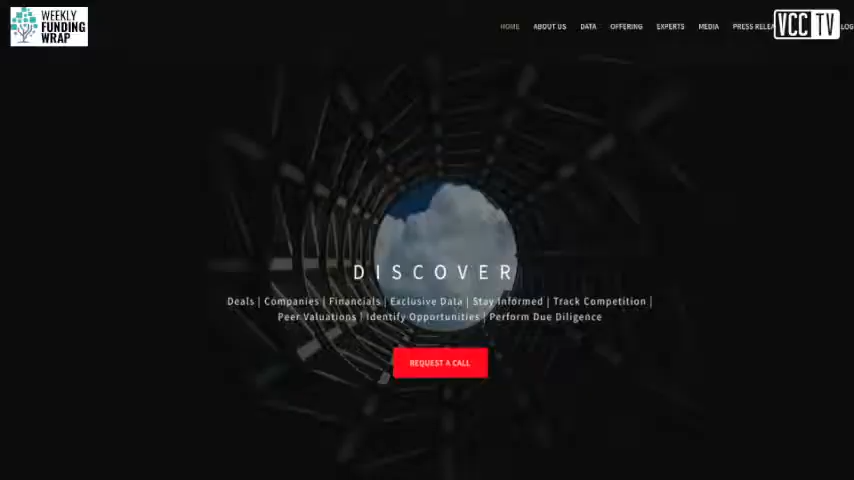 WEEKLY
FUNDING
WRAP
HOME ABOUT US DATA OFFERING EXPERTS MEDIA PRESS
VCC TV
DISCOVER
Deals | Companies | Financials | Exclusive Data | Stay Informed | Track Competition |
Peer Valuations | Identify Opportunities | Perform Due Diligence
REQUEST A CALL